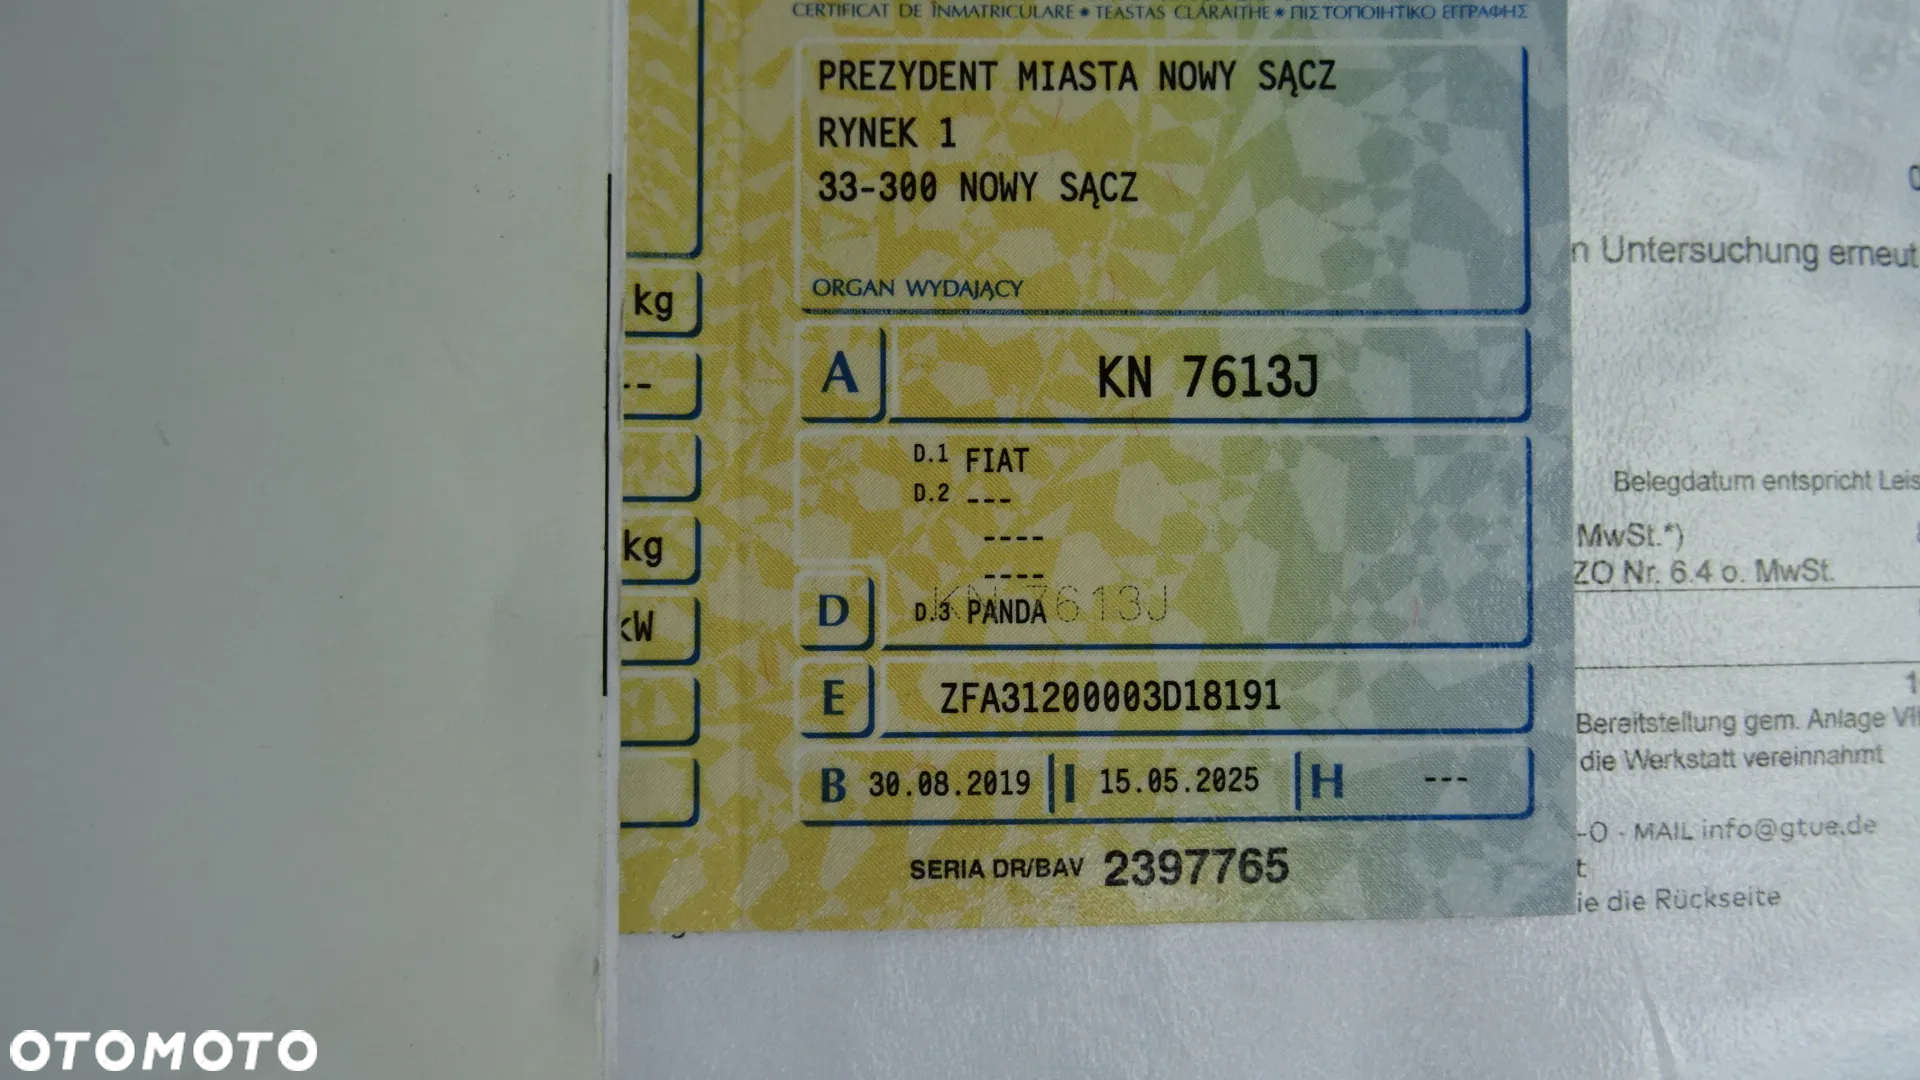 CERTIFICAT DE ÎNMATRICULARE * TEASTAS CLÁRAITHE * ΠΙΣΤΟΠΟΙΗΤΙΚΟ ΕΓΓΡΑΦΗΣ
PREZYDENT MIASTA NOWY SĄCZ
RYNEK 1
33-300 NOWY SĄCZ
ORGAN WYDAJĄCY
kg
--
kg
kW
A KN 7613J
D.1 FIAT
D.2 ---
----
----
D D.3 PANDA
KN 7613J
E ZFA31200003D18191
B 30.08.2019 I 15.05.2025 H ---
SERIA DR/BAV 2397765
n Untersuchung erneut
Belegdatum entspricht Leis
MwSt.*)
ZO Nr. 6.4 o. MwSt.
Bereitstellung gem. Anlage VII
die Werkstatt vereinnahmt
-O - MAIL info@gtue.de
t
ie die Rückseite
OTOMOTO